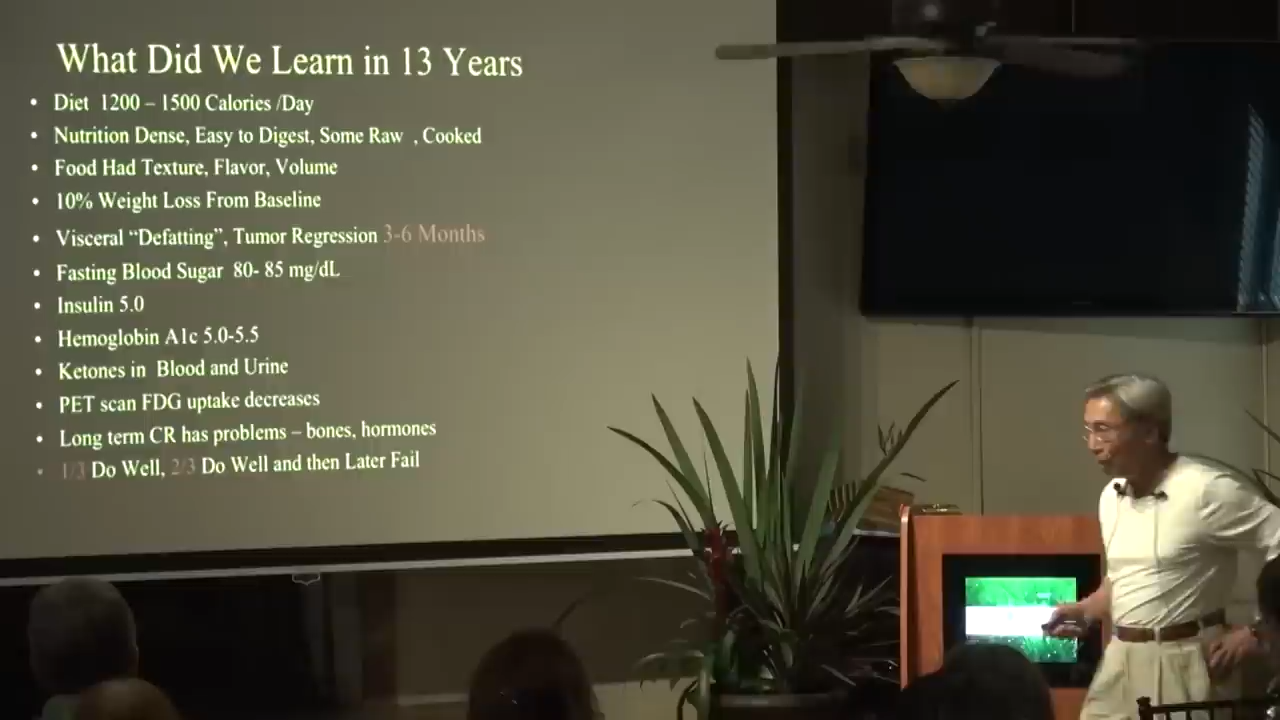 What Did We Learn in 13 Years
• Diet 1200 – 1500 Calories /Day
• Nutrition Dense, Easy to Digest, Some Raw , Cooked
• Food Had Texture, Flavor, Volume
• 10% Weight Loss From Baseline
• Visceral “Defatting”, Tumor Regression 3-6 Months
• Fasting Blood Sugar 80- 85 mg/dL
• Insulin 5.0
• Hemoglobin A1c 5.0-5.5
• Ketones in Blood and Urine
• PET scan FDG uptake decreases
• Long term CR has problems – bones, hormones
• 1/3 Do Well, 2/3 Do Well and then Later Fail